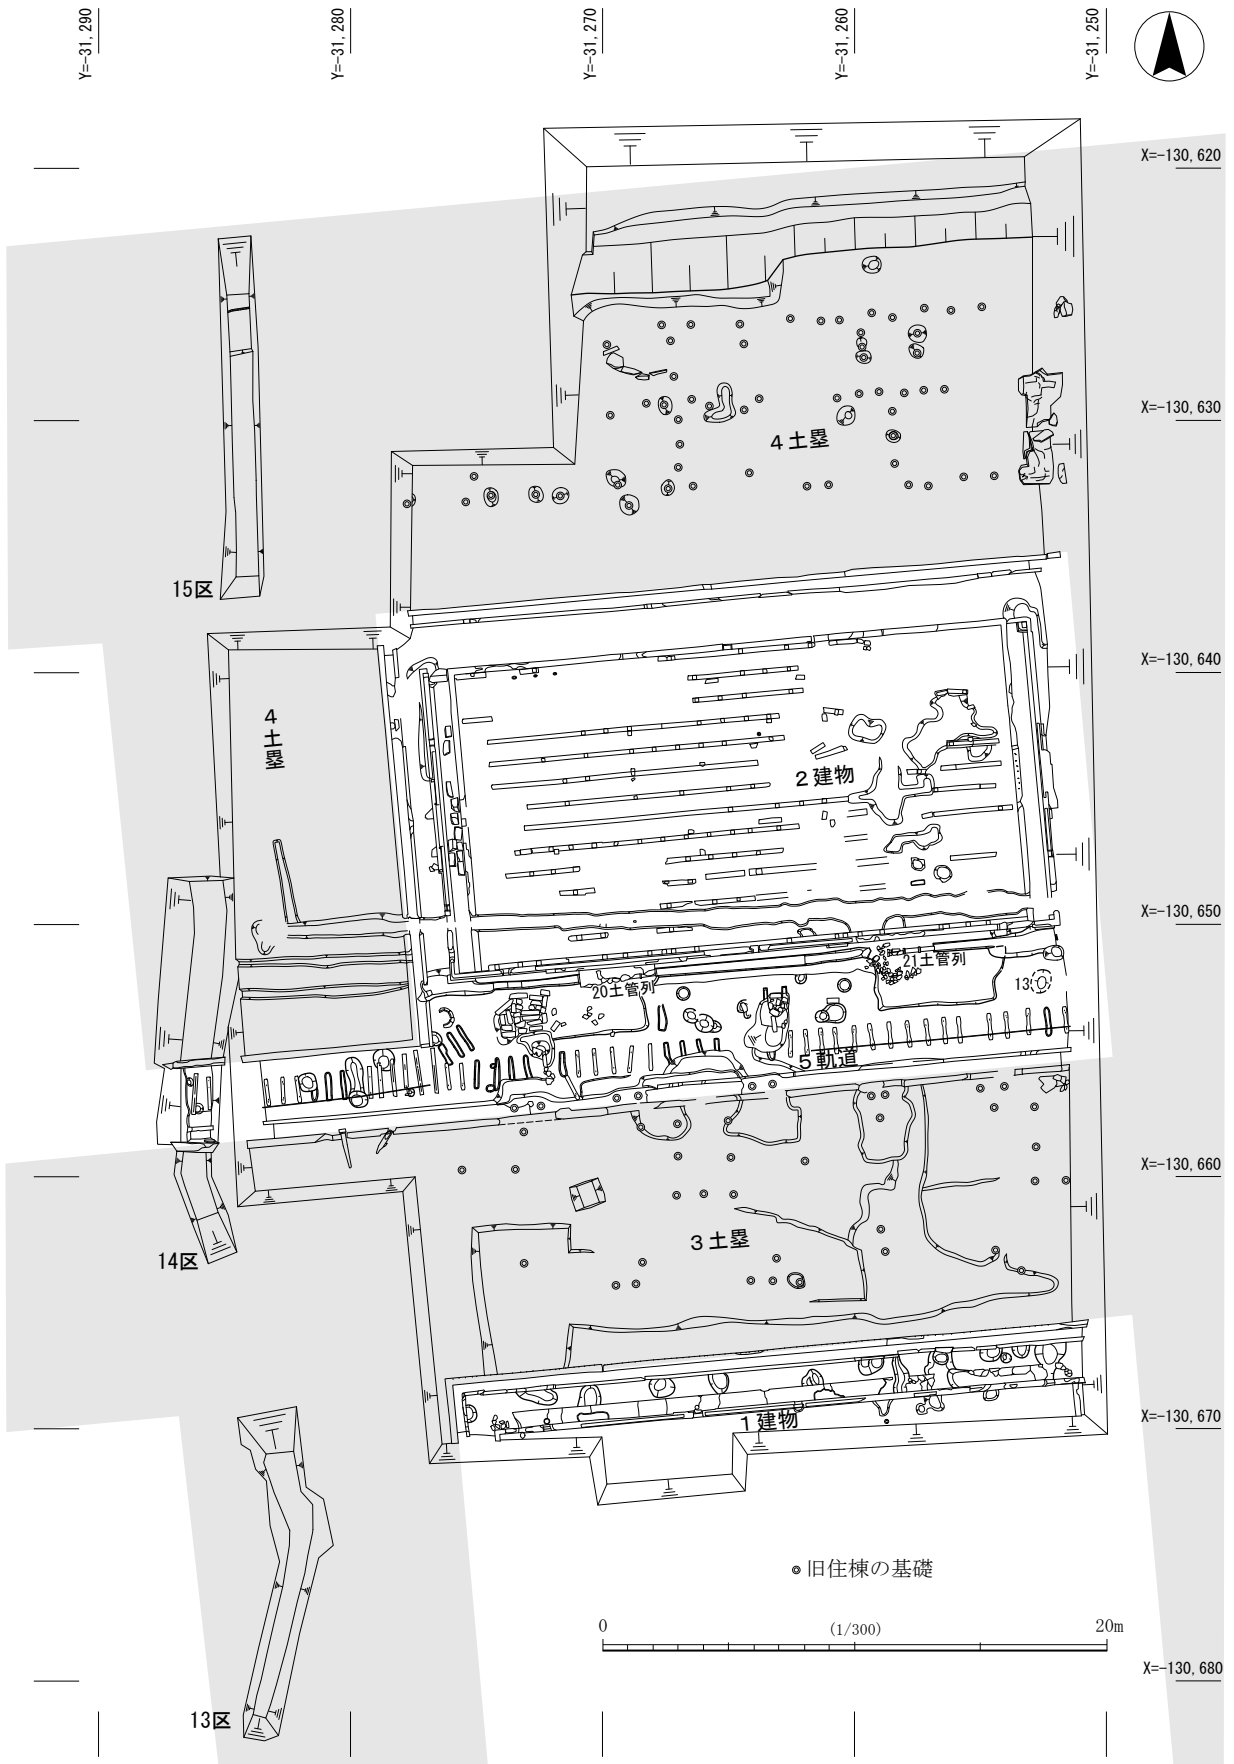 Y=-31,290
Y=-31,280
Y=-31,270
Y=-31,260
Y=-31,250
X=-130,620
X=-130,630
4土塁
15区
X=-130,640
4土塁
2建物
X=-130,650
21土管列
20土管列
13
5軌道
X=-130,660
3土塁
14区
X=-130,670
1建物
旧住棟の基礎
0
(1/300)
20m
X=-130,680
13区